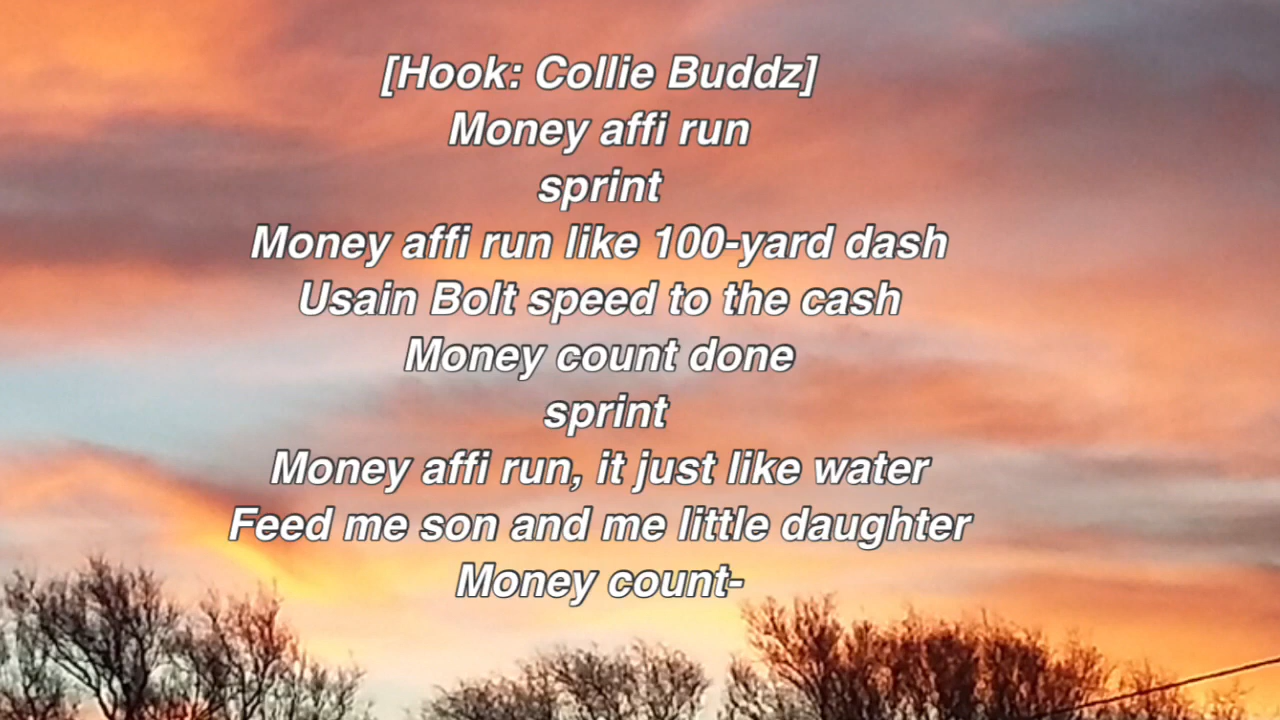 [Hook: Collie Buddz]
Money affi run
sprint
Money affi run like 100-yard dash
Usain Bolt speed to the cash
Money count done
sprint
Money affi run, it just like water
Feed me son and me little daughter
Money count-